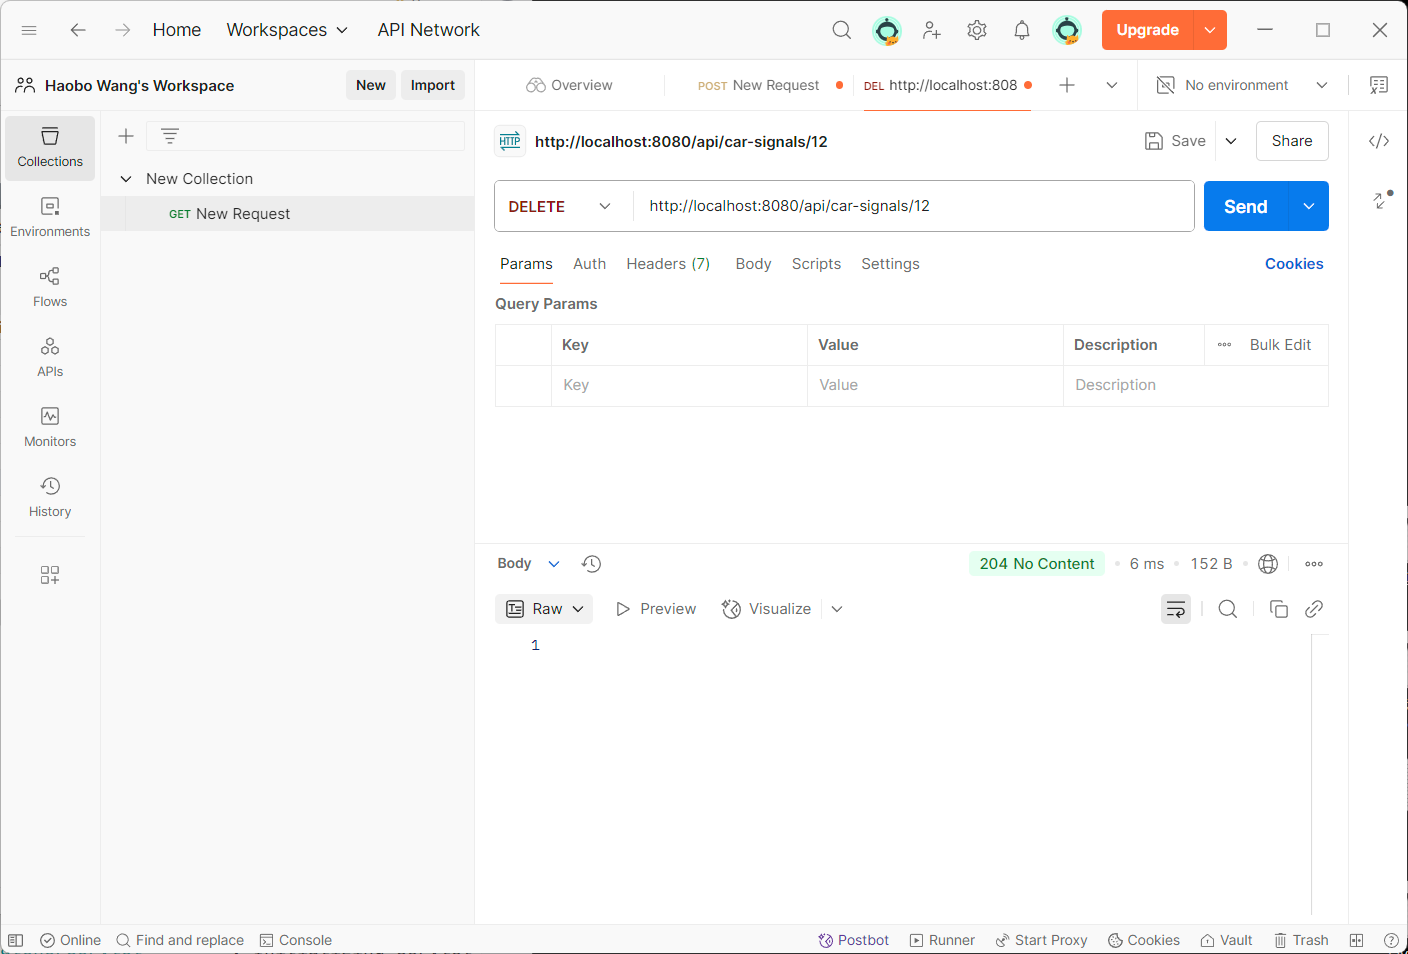 Home Workspaces API Network Upgrade
Haobo Wang's Workspace New Import
Overview POST New Request DEL http://localhost:808 No environment
Collections
Environments
Flows
APIs
Monitors
History
New Collection
GET New Request
HTTP http://localhost:8080/api/car-signals/12 Save Share
DELETE http://localhost:8080/api/car-signals/12 Send
Params Auth Headers (7) Body Scripts Settings Cookies
Query Params
Key Value Description Bulk Edit
Key Value Description
Body 204 No Content 6 ms 152 B
Raw Preview Visualize
1
Online Find and replace Console Postbot Runner Start Proxy Cookies Vault Trash